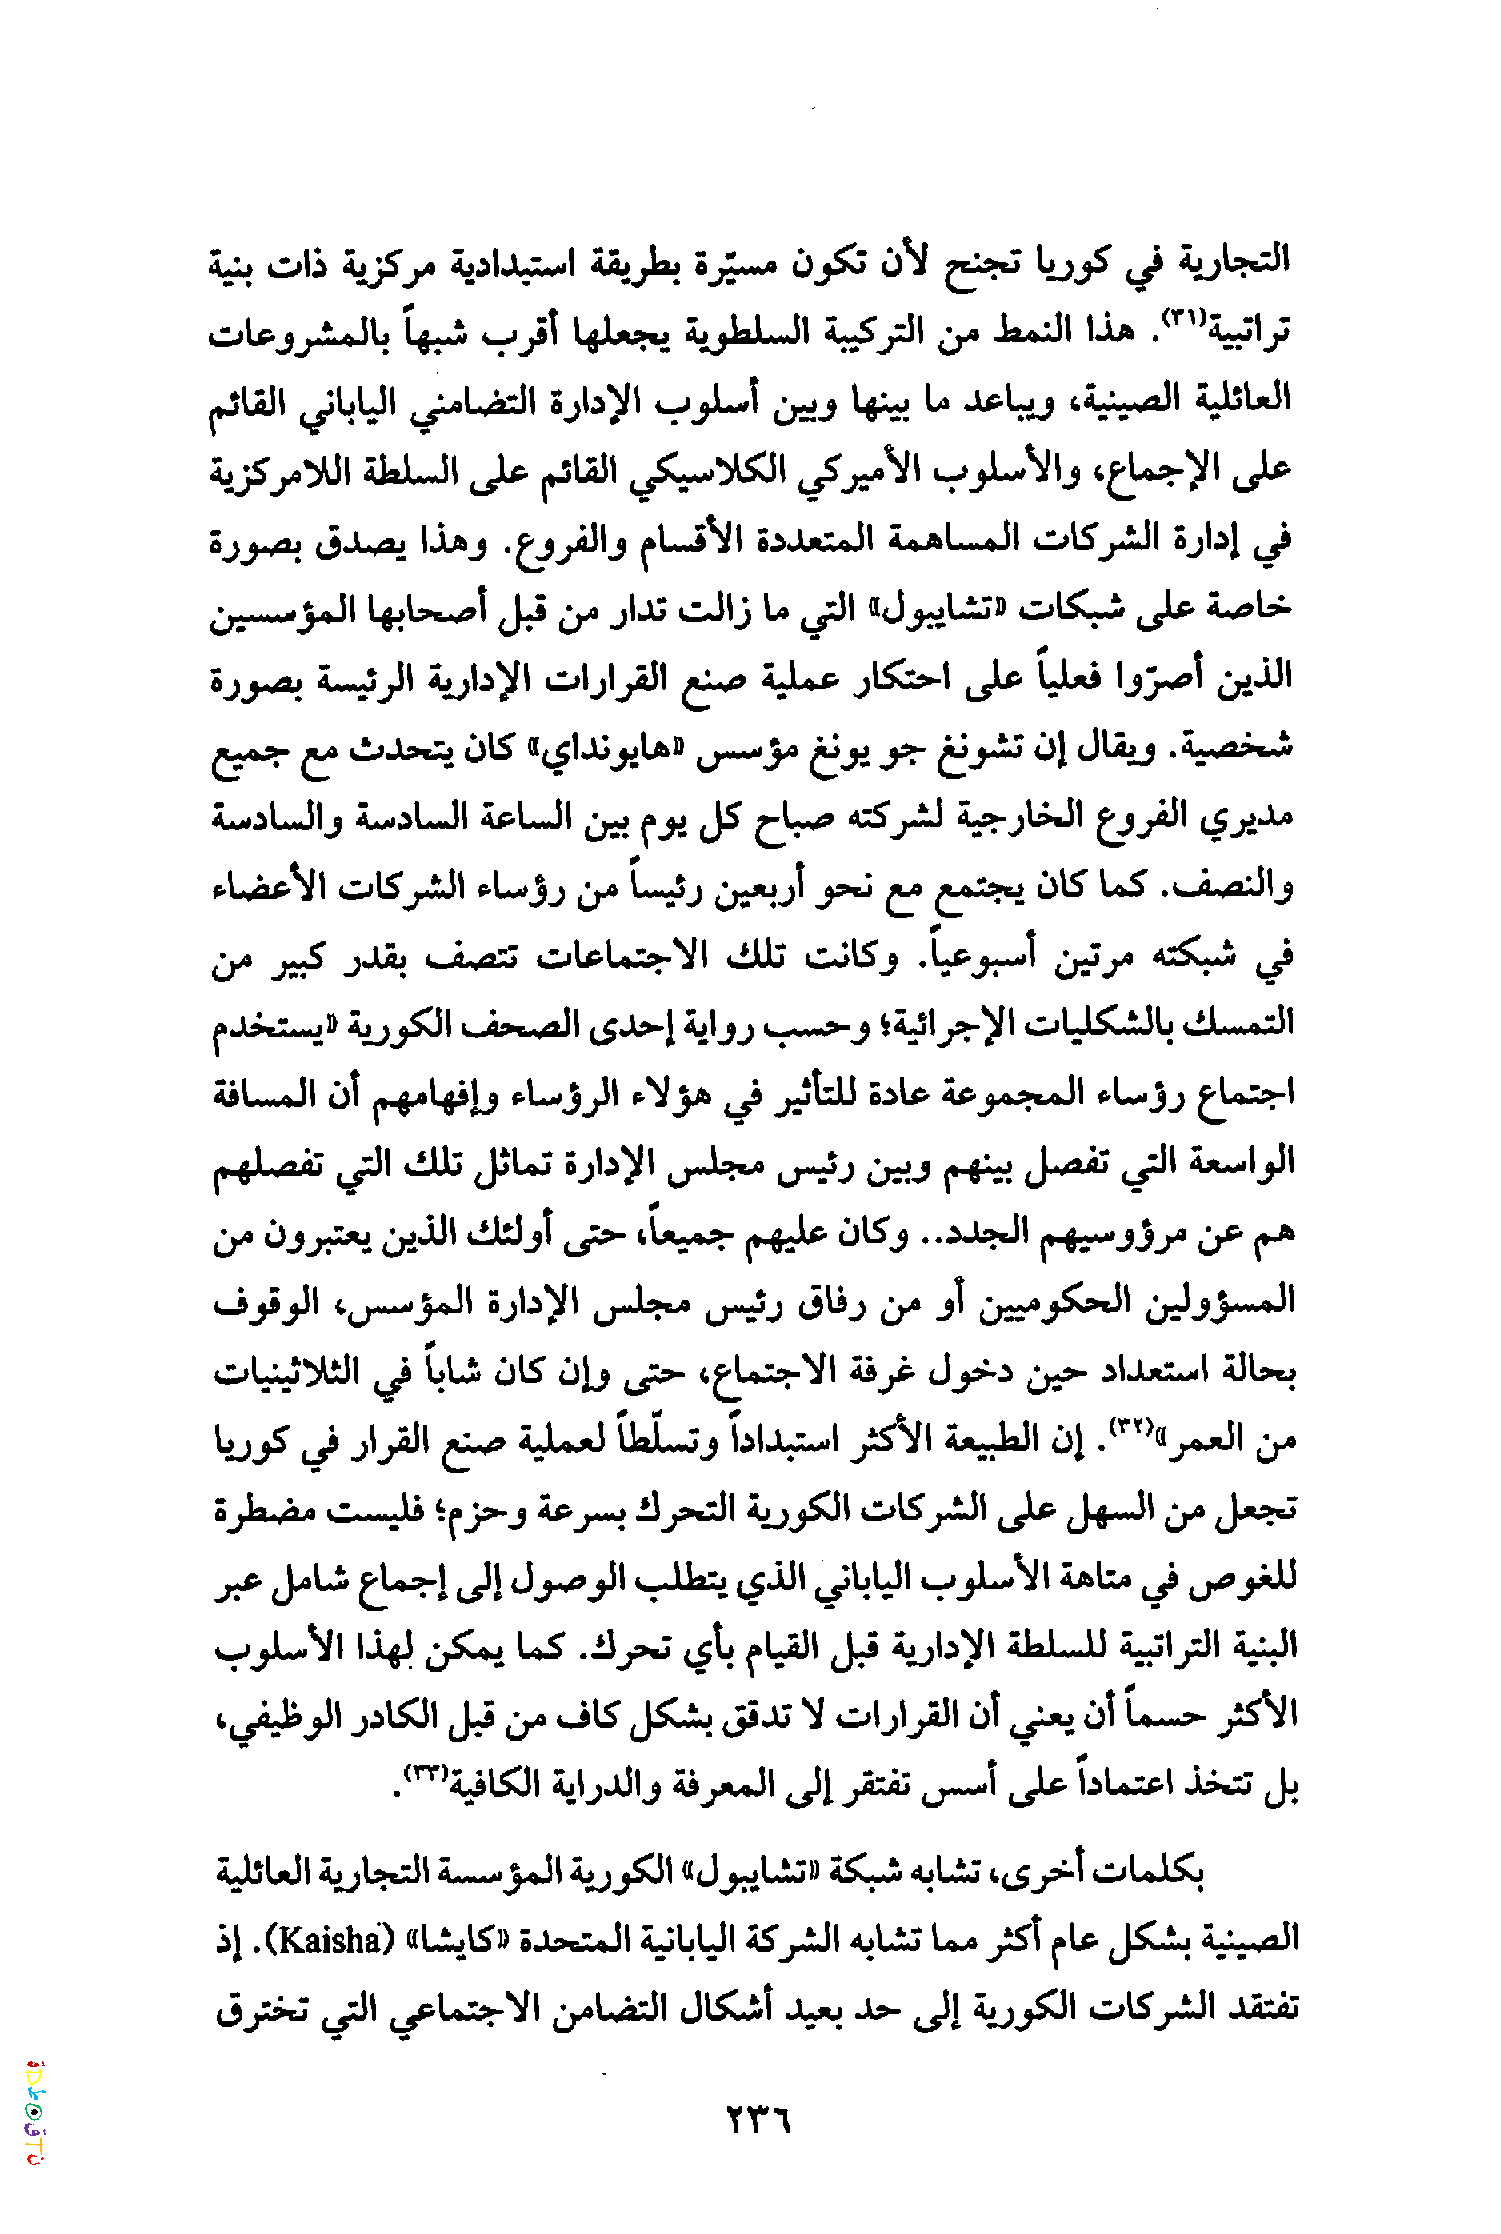 التجارية في كوريا تجنح لأن تكون مسيّرة بطريقة استبدادية مركزية ذات بنية
تراتبية(٣١). هذا النمط من التركيبة السلطوية يجعلها أقرب شبهاً بالمشروعات
العائلية الصينية، ويباعد ما بينها وبين أسلوب الإدارة التضامني الياباني القائم
على الإجماع، والأسلوب الأميركي الكلاسيكي القائم على السلطة اللامركزية
في إدارة الشركات المساهمة المتعددة الأقسام والفروع. وهذا يصدق بصورة
خاصة على شبكات «تشايبول» التي ما زالت تدار من قبل أصحابها المؤسسين
الذين أصرّوا فعلياً على احتكار عملية صنع القرارات الإدارية الرئيسة بصورة
شخصية. ويقال إن تشونغ جو يونغ مؤسس «هايونداي» كان يتحدث مع جميع
مديري الفروع الخارجية لشركته صباح كل يوم بين الساعة السادسة والسادسة
والنصف. كما كان يجتمع مع نحو أربعين رئيساً من رؤساء الشركات الأعضاء
في شبكته مرتين أسبوعياً. وكانت تلك الاجتماعات تتصف بقدر كبير من
التمسك بالشكليات الإجرائية؛ وحسب رواية إحدى الصحف الكورية «يستخدم
اجتماع رؤساء المجموعة عادة للتأثير في هؤلاء الرؤساء وإفهامهم أن المسافة
الواسعة التي تفصل بينهم وبين رئيس مجلس الإدارة تماثل تلك التي تفصلهم
هم عن مرؤوسيهم الجدد.. وكان عليهم جميعاً، حتى أولئك الذين يعتبرون من
المسؤولين الحكوميين أو من رفاق رئيس مجلس الإدارة المؤسس، الوقوف
بحالة استعداد حين دخول غرفة الاجتماع، حتى وإن كان شاباً في الثلاثينيات
من العمر»(٣٢). إن الطبيعة الأكثر استبداداً وتسلّطاً لعملية صنع القرار في كوريا
تجعل من السهل على الشركات الكورية التحرك بسرعة وحزم؛ فليست مضطرة
للغوص في متاهة الأسلوب الياباني الذي يتطلب الوصول إلى إجماع شامل عبر
البنية التراتبية للسلطة الإدارية قبل القيام بأي تحرك. كما يمكن لهذا الأسلوب
الأكثر حسماً أن يعني أن القرارات لا تدقق بشكل كاف من قبل الكادر الوظيفي،
بل تتخذ اعتماداً على أسس تفتقر إلى المعرفة والدراية الكافية(٣٣).
بكلمات أخرى، تشابه شبكة «تشايبول» الكورية المؤسسة التجارية العائلية
الصينية بشكل عام أكثر مما تشابه الشركة اليابانية المتحدة «كايشا» (Kaisha). إذ
تفتقد الشركات الكورية إلى حد بعيد أشكال التضامن الاجتماعي التي تخترق
٢٣٦